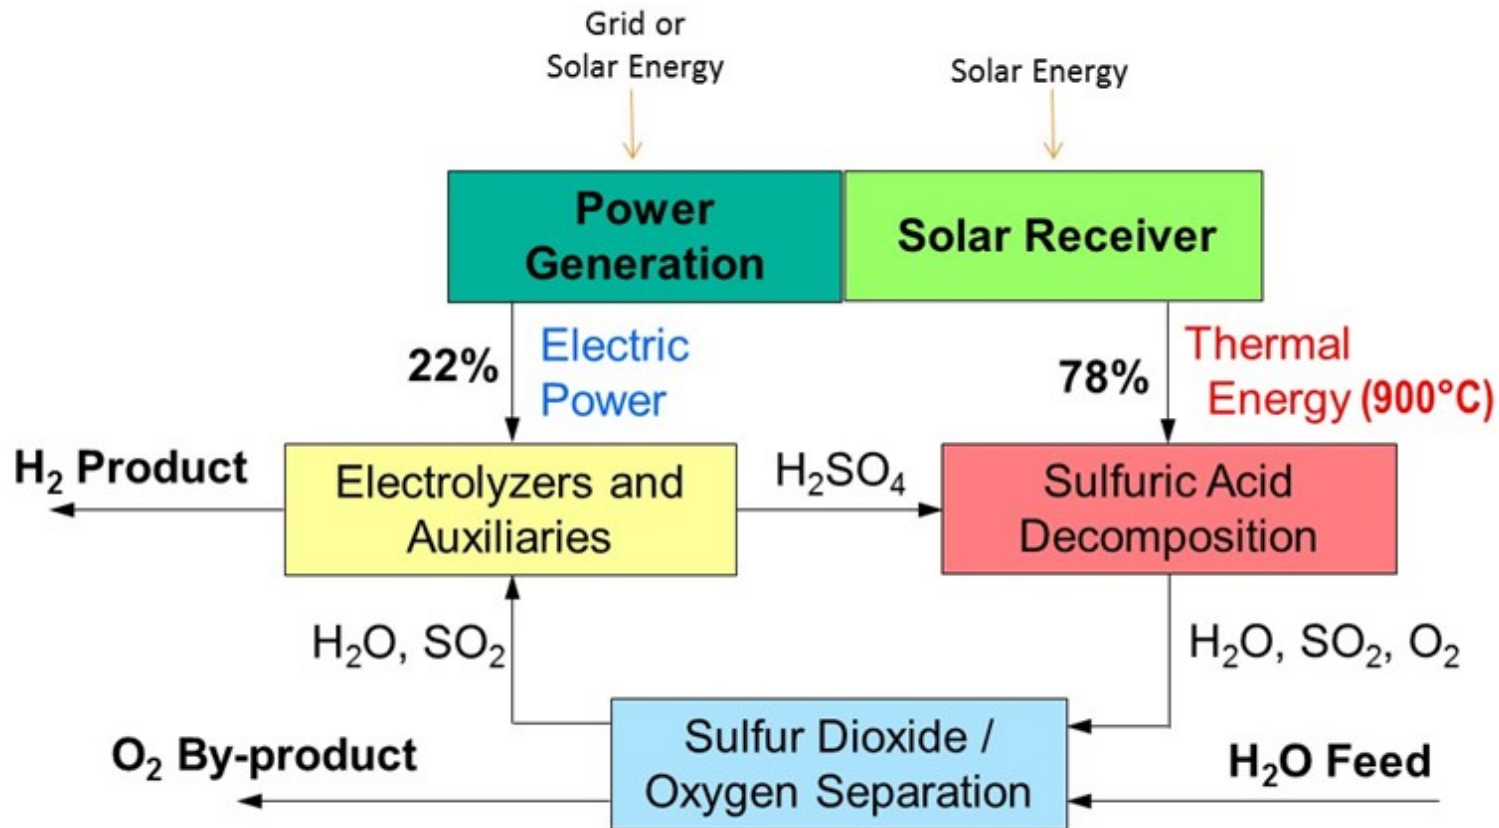 Grid or
Solar Energy
Solar Energy
Power
Generation
Solar Receiver
22%
Electric
Power
78%
Thermal
Energy (900°C)
H₂ Product
Electrolyzers and
Auxiliaries
H₂SO₄
Sulfuric Acid
Decomposition
H₂O, SO₂
H₂O, SO₂, O₂
O₂ By-product
Sulfur Dioxide /
Oxygen Separation
H₂O Feed